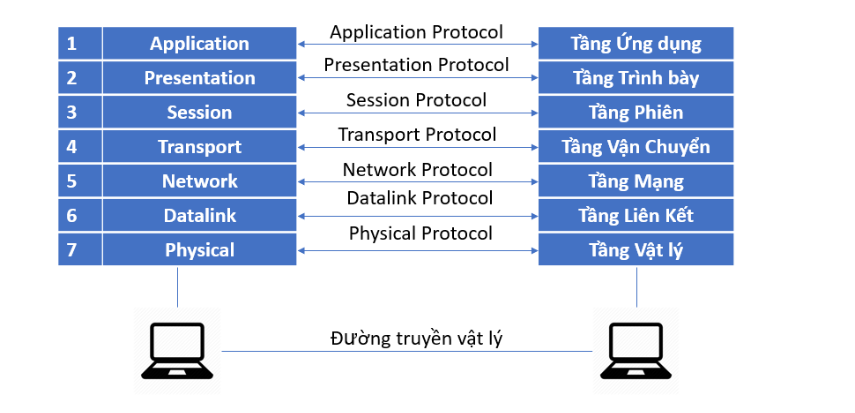 1 Application Application Protocol Tầng Ứng dụng
2 Presentation Presentation Protocol Tầng Trình bày
3 Session Session Protocol Tầng Phiên
4 Transport Transport Protocol Tầng Vận Chuyển
5 Network Network Protocol Tầng Mạng
6 Datalink Datalink Protocol Tầng Liên Kết
7 Physical Physical Protocol Tầng Vật lý
Đường truyền vật lý